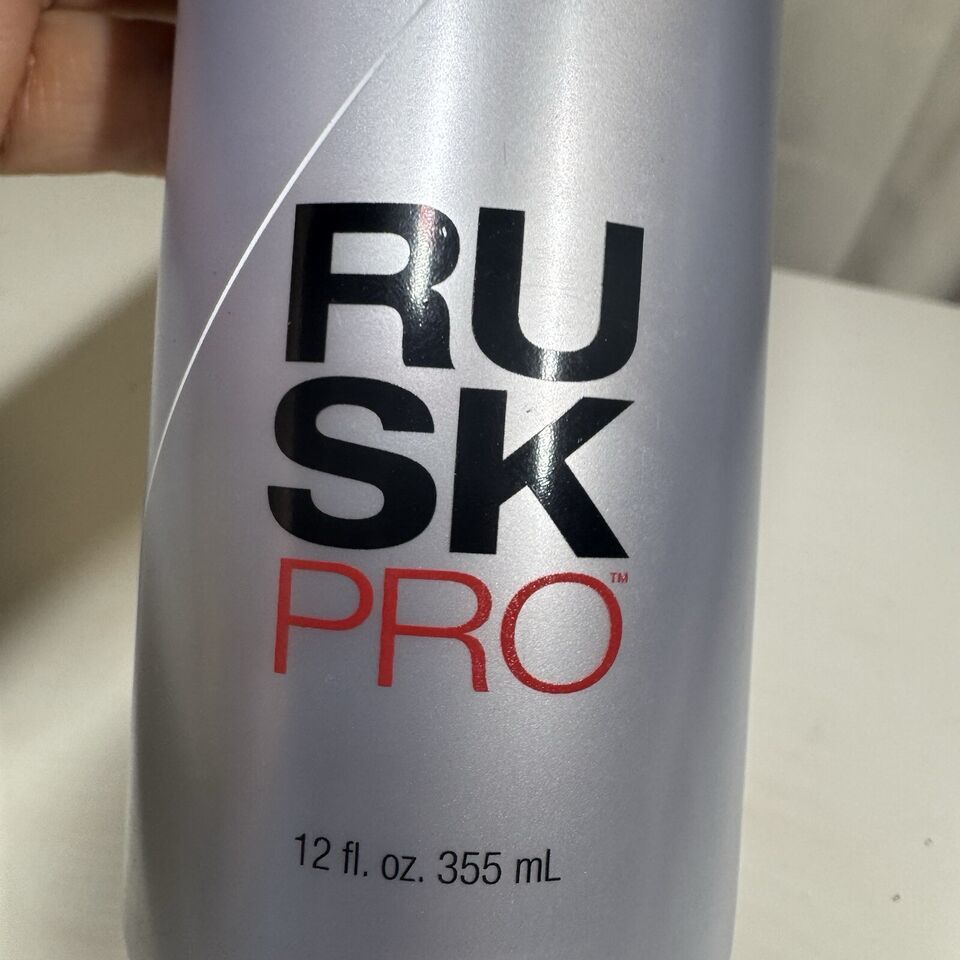 RU
SK
PRO™
12 fl. oz. 355 mL